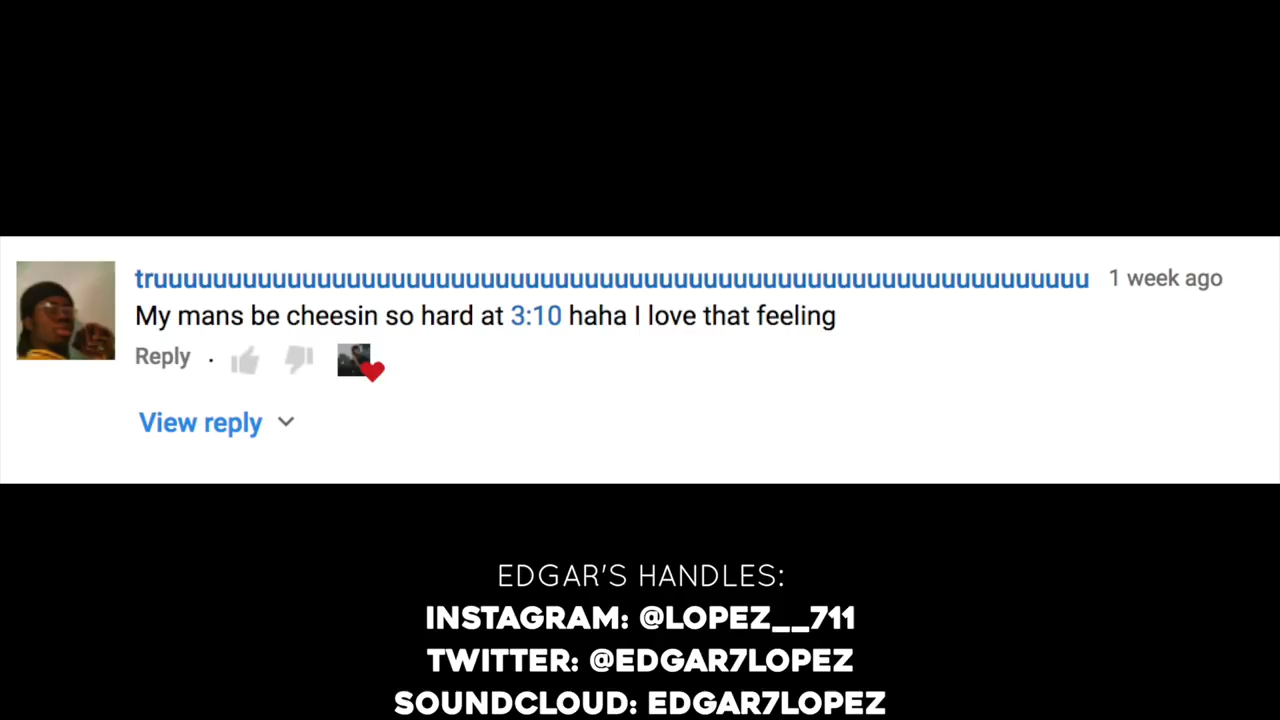 truuuuuuuuuuuuuuuuuuuuuuuuuuuuuuuuuuuuuuuuuuuuuuuuuuuuuuuuuuuuuuu 1 week ago
My mans be cheesin so hard at 3:10 haha I love that feeling
Reply ·
View reply
EDGAR'S HANDLES:
INSTAGRAM: @LOPEZ__711
TWITTER: @EDGAR7LOPEZ
SOUNDCLOUD: EDGAR7LOPEZ